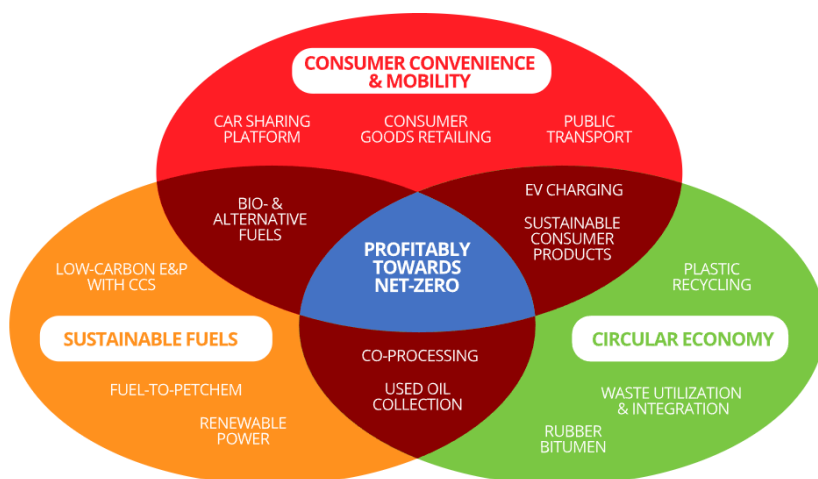 CONSUMER CONVENIENCE
& MOBILITY
CAR SHARING
PLATFORM
CONSUMER
GOODS RETAILING
PUBLIC
TRANSPORT
BIO- &
ALTERNATIVE
FUELS
EV CHARGING
SUSTAINABLE
CONSUMER
PRODUCTS
PROFITABLY
TOWARDS
NET-ZERO
LOW-CARBON E&P
WITH CCS
PLASTIC
RECYCLING
SUSTAINABLE FUELS
CIRCULAR ECONOMY
CO-PROCESSING
USED OIL
COLLECTION
FUEL-TO-PETCHEM
RENEWABLE
POWER
WASTE UTILIZATION
& INTEGRATION
RUBBER
BITUMEN